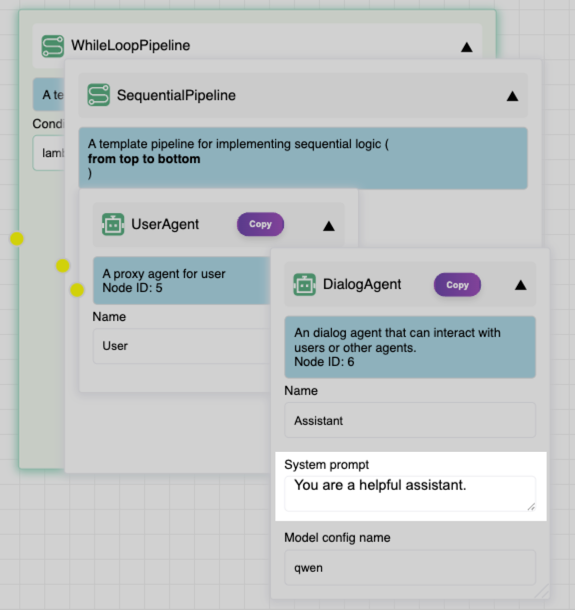 WhileLoopPipeline
SequentialPipeline
A te
A template pipeline for implementing sequential logic (
from top to bottom
)
Condi
lam
UserAgent
Copy
A proxy agent for user
Node ID: 5
Name
User
DialogAgent
Copy
An dialog agent that can interact with
users or other agents.
Node ID: 6
Name
Assistant
System prompt
You are a helpful assistant.
Model config name
qwen